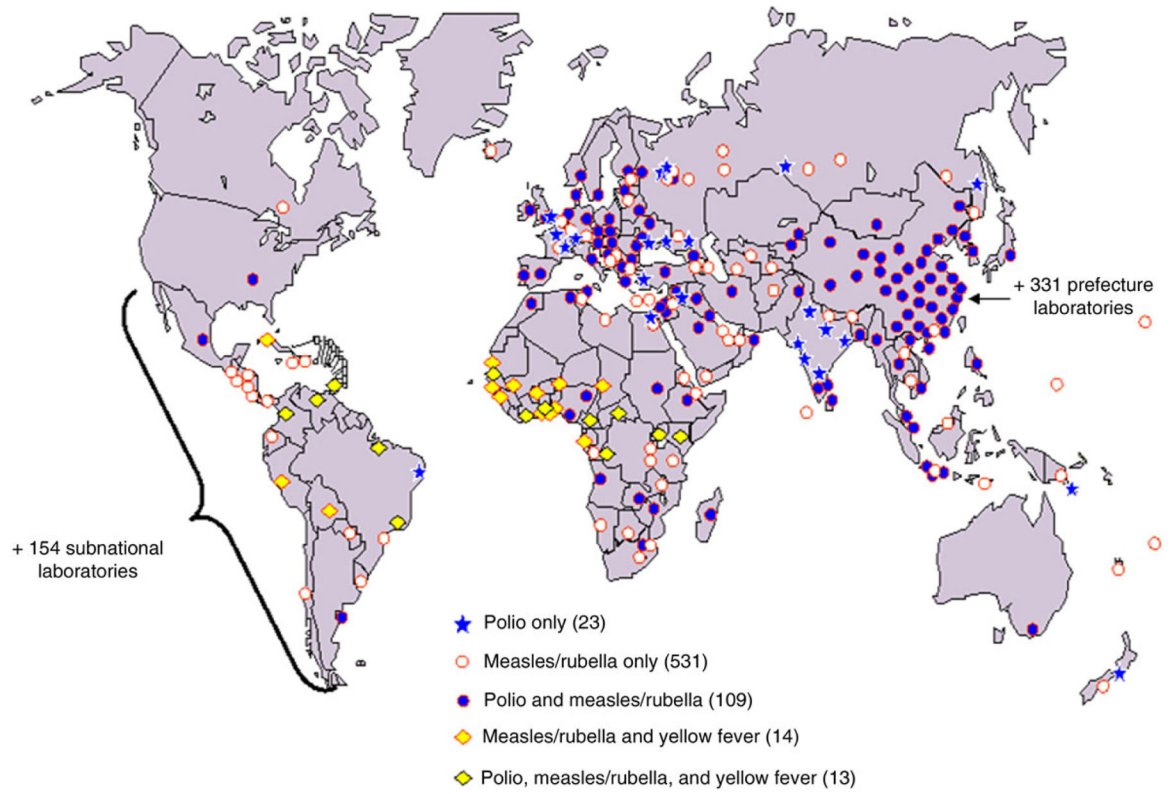 + 331 prefecture
laboratories
+ 154 subnational
laboratories
Polio only (23)
Measles/rubella only (531)
Polio and measles/rubella (109)
Measles/rubella and yellow fever (14)
Polio, measles/rubella, and yellow fever (13)